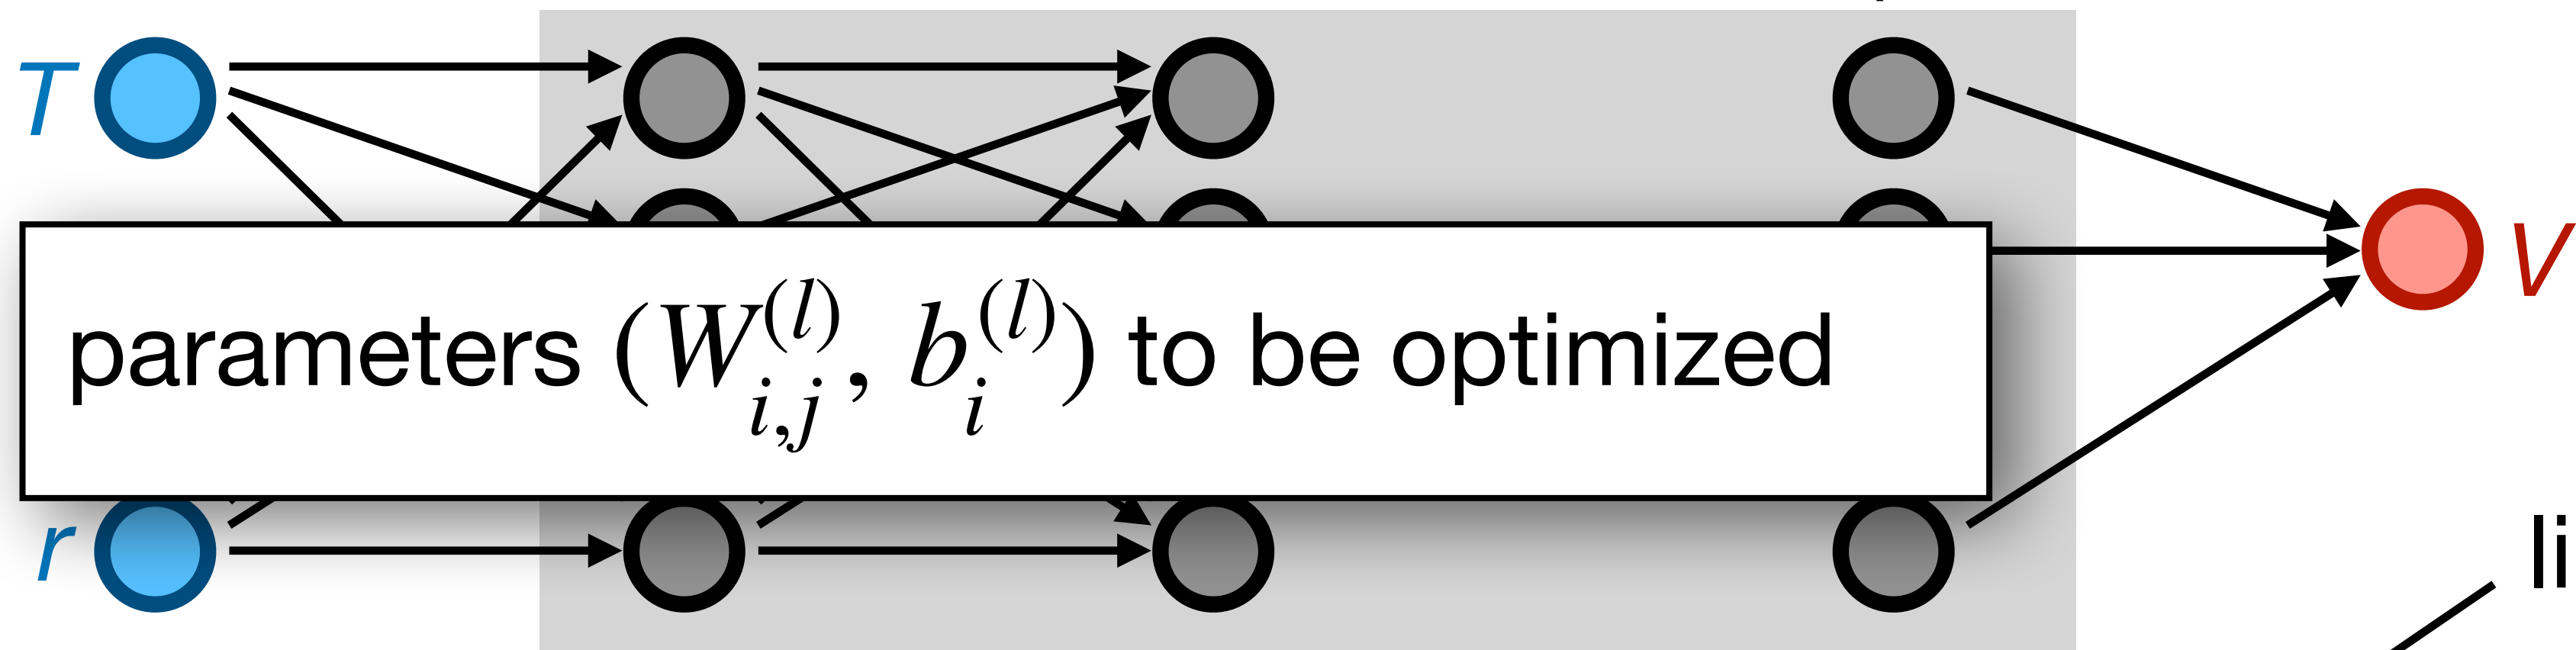 T
V
parameters $(W_{i,j}^{(l)}, b_i^{(l)})$ to be optimized
r
li